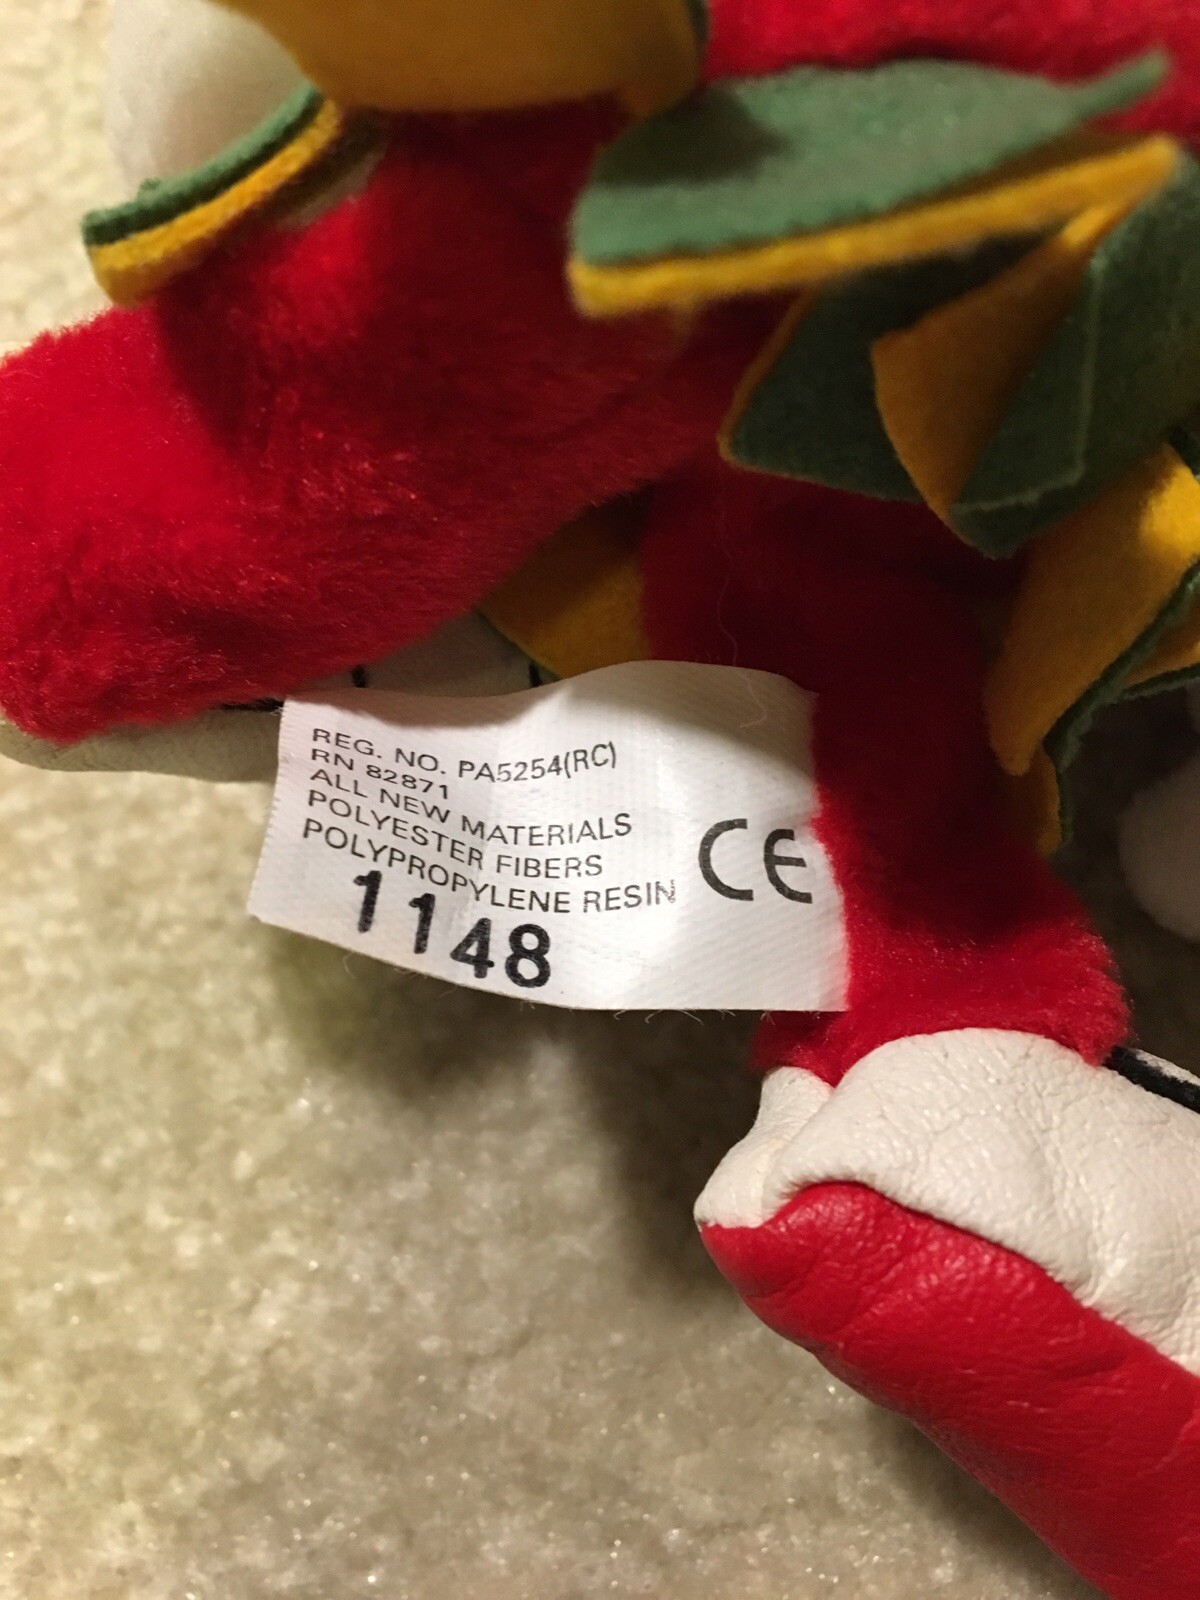 REG. NO. PA5254(RC)
RN 82871
ALL NEW MATERIALS
POLYESTER FIBERS
POLYPROPYLENE RESIN
CE
1148